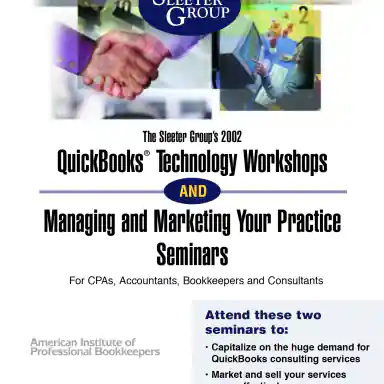 SLEETER
GROUP
The Sleeter Group's 2002
QuickBooks® Technology Workshops
AND
Managing and Marketing Your Practice
Seminars
For CPAs, Accountants, Bookkeepers and Consultants
Attend these two
seminars to:
• Capitalize on the huge demand for
QuickBooks consulting services
• Market and sell your services
American Institute of
Professional Bookkeepers